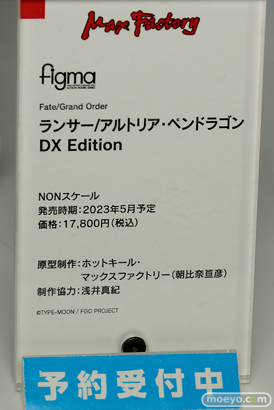 Max Factory
figma
Fate/Grand Order
ランサー/アルトリア・ペンドラゴン
DX Edition
NONスケール
発売時期：2023年5月予定
価格：17,800円(税込)
原型制作：ホットキール・
マックスファクトリー(朝比奈亘彦)
制作協力：浅井真紀
©TYPE-MOON / FGO PROJECT
予約受付中
moeyo.com